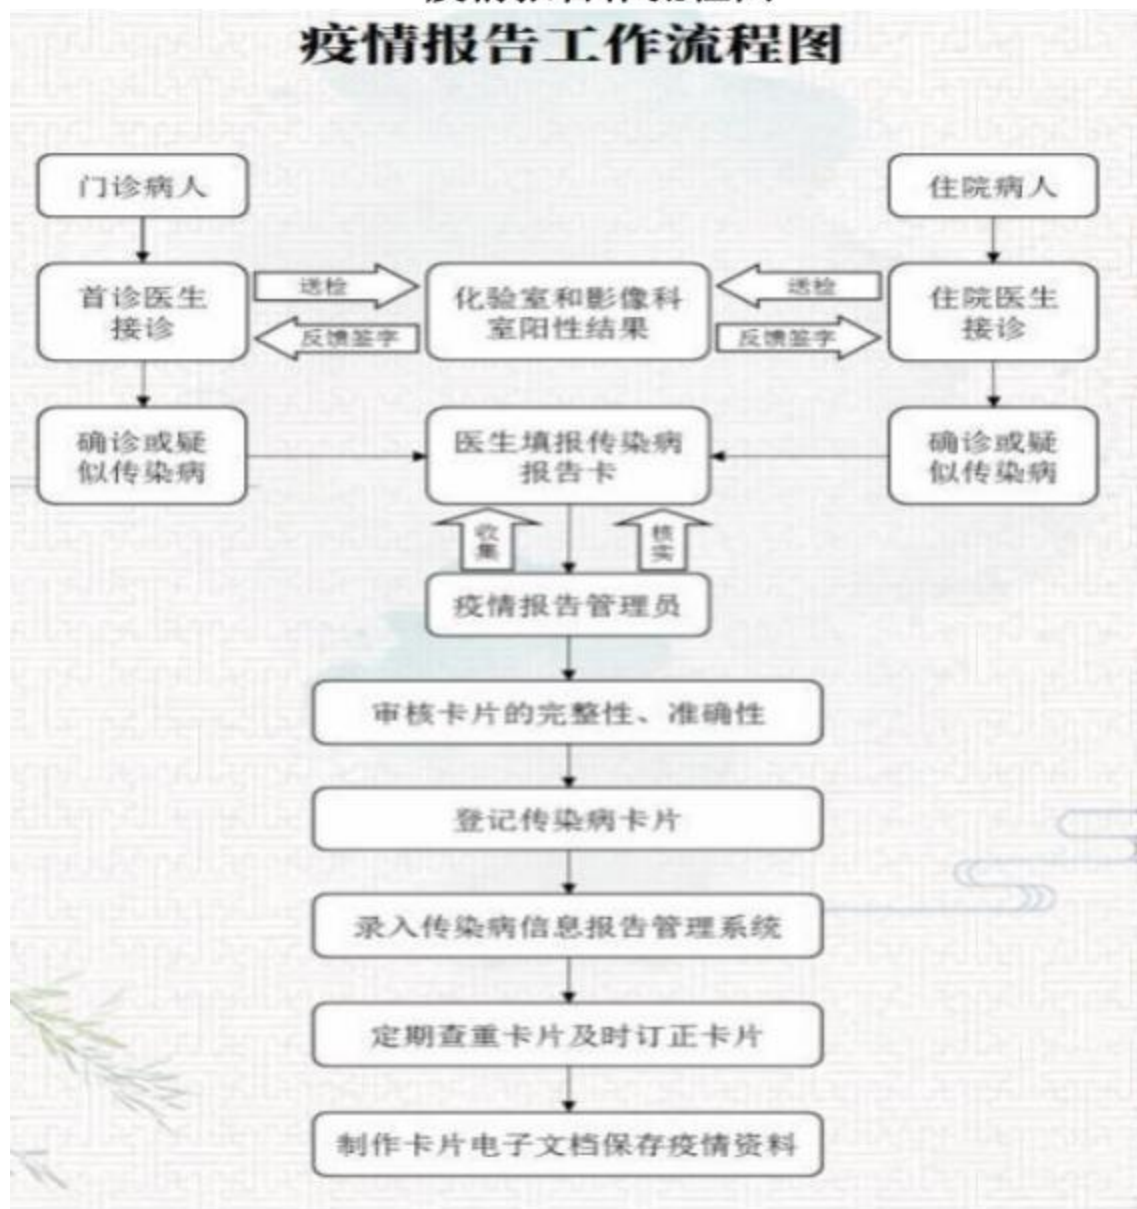 疫情报告工作流程图
门诊病人
住院病人
首诊医生
接诊
送检
反馈签字
化验室和影像科
室阳性结果
送检
反馈签字
住院医生
接诊
确诊或疑
似传染病
医生填报传染病
报告卡
确诊或疑
似传染病
收集
核实
疫情报告管理员
审核卡片的完整性、准确性
登记传染病卡片
录入传染病信息报告管理系统
定期查重卡片及时订正卡片
制作卡片电子文档保存疫情资料